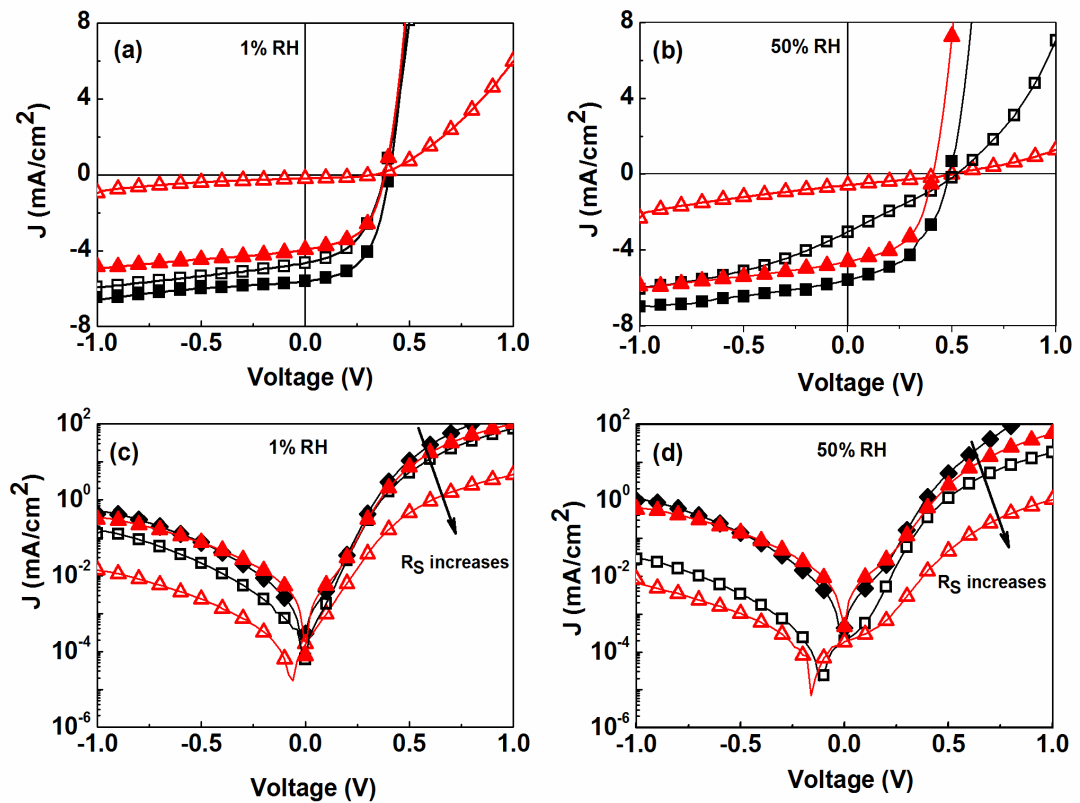 (a)
1% RH
J (mA/cm²)
8
4
0
-4
-8
-1.0
-0.5
0.0
0.5
1.0
Voltage (V)
(b)
50% RH
J (mA/cm²)
8
4
0
-4
-8
-1.0
-0.5
0.0
0.5
1.0
Voltage (V)
(c)
1% RH
J (mA/cm²)
10²
10⁰
10⁻²
10⁻⁴
10⁻⁶
R_S increases
-1.0
-0.5
0.0
0.5
1.0
Voltage (V)
(d)
50% RH
J (mA/cm²)
10²
10⁰
10⁻²
10⁻⁴
10⁻⁶
R_S increases
-1.0
-0.5
0.0
0.5
1.0
Voltage (V)